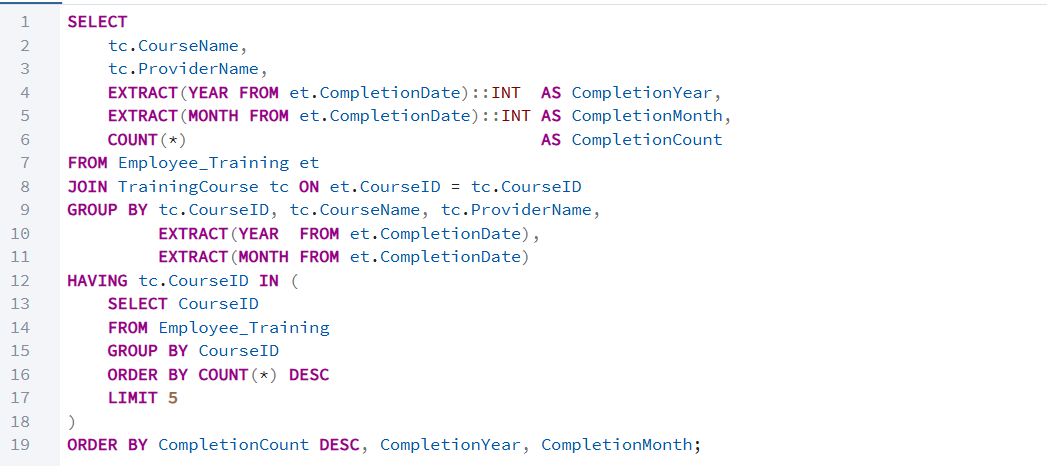 1 SELECT
2     tc.CourseName,
3     tc.ProviderName,
4     EXTRACT(YEAR FROM et.CompletionDate)::INT  AS CompletionYear,
5     EXTRACT(MONTH FROM et.CompletionDate)::INT AS CompletionMonth,
6     COUNT(*)                                   AS CompletionCount
7 FROM Employee_Training et
8 JOIN TrainingCourse tc ON et.CourseID = tc.CourseID
9 GROUP BY tc.CourseID, tc.CourseName, tc.ProviderName,
10          EXTRACT(YEAR  FROM et.CompletionDate),
11          EXTRACT(MONTH FROM et.CompletionDate)
12 HAVING tc.CourseID IN (
13     SELECT CourseID
14     FROM Employee_Training
15     GROUP BY CourseID
16     ORDER BY COUNT(*) DESC
17     LIMIT 5
18 )
19 ORDER BY CompletionCount DESC, CompletionYear, CompletionMonth;